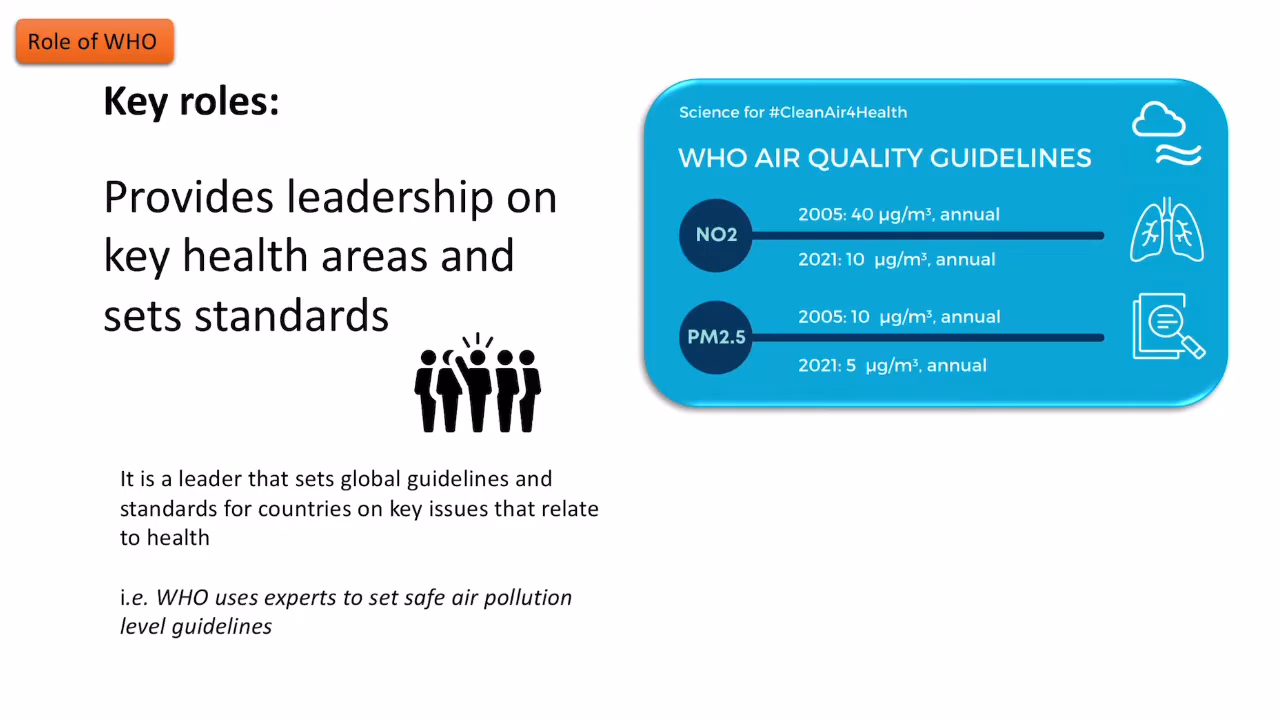 Role of WHO
Key roles:
Provides leadership on
key health areas and
sets standards
It is a leader that sets global guidelines and
standards for countries on key issues that relate
to health
i.e. WHO uses experts to set safe air pollution
level guidelines
Science for #CleanAir4Health
WHO AIR QUALITY GUIDELINES
NO2
2005: 40 µg/m³, annual
2021: 10 µg/m³, annual
PM2.5
2005: 10 µg/m³, annual
2021: 5 µg/m³, annual